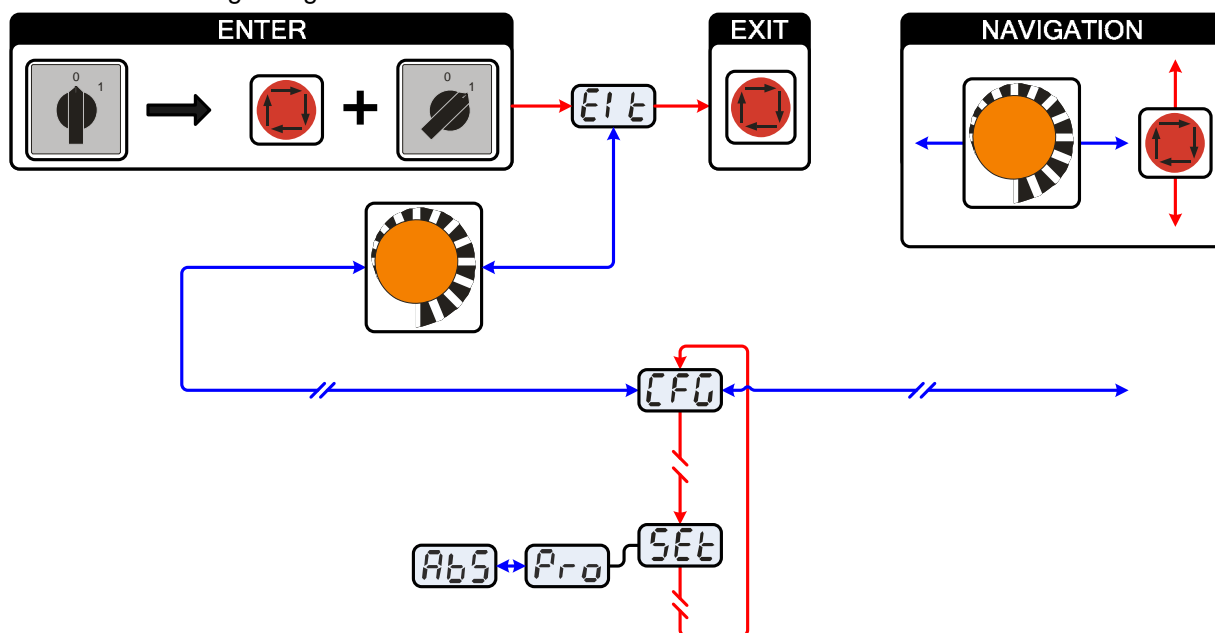 ENTER
EXIT
NAVIGATION
0
1
0
1
EIt
CFG
SEt
AbS
Pro